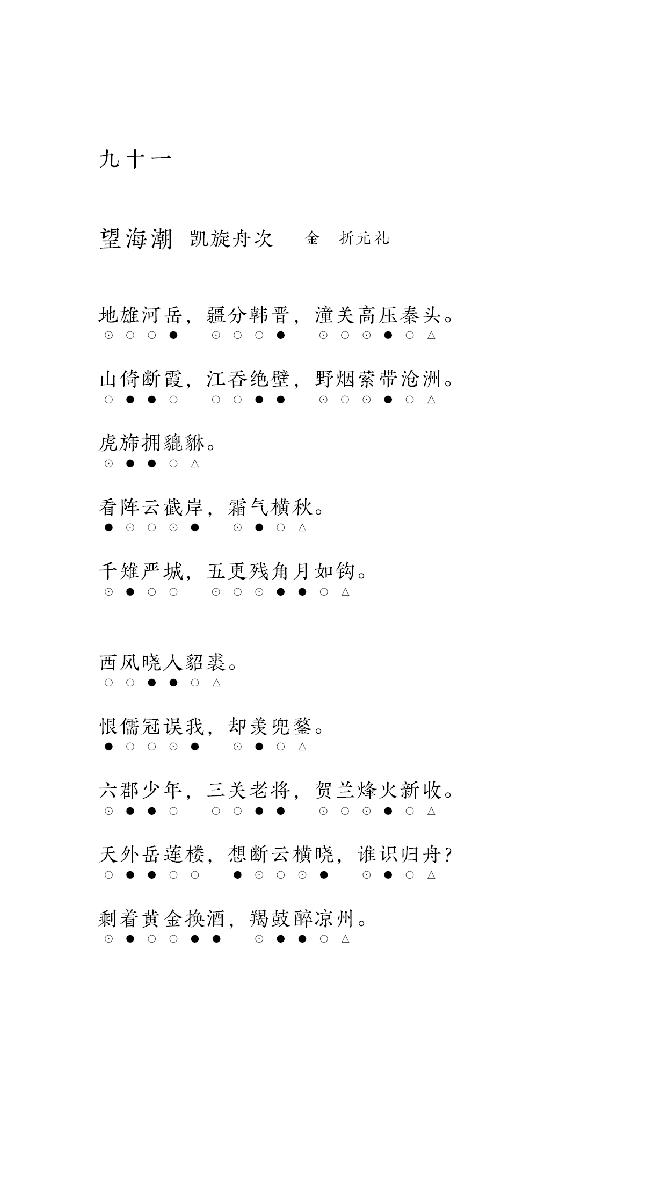 九十一
望海潮 凯旋舟次 金 折元礼
地雄河岳，疆分韩晋，潼关高压秦头。
⊙○○● ⊙○○● ⊙○⊙●○△
山倚断霞，江吞绝壁，野烟萦带沧洲。
○●●○ ○○●● ⊙○⊙●○△
虎旆拥貔貅。
⊙●●○△
看阵云截岸，霜气横秋。
●⊙○⊙● ⊙●○△
千雉严城，五更残角月如钩。
⊙●○○ ⊙○⊙●●○△
西风晓入貂裘。
○○●●○△
恨儒冠误我，却羡兜鍪。
●○○⊙● ⊙●○△
六郡少年，三关老将，贺兰烽火新收。
⊙●●○ ○○●● ⊙○⊙●○△
天外岳莲楼，想断云横晓，谁识归舟？
○●●○○ ●⊙○⊙● ⊙●○△
剩着黄金换酒，羯鼓醉凉州。
⊙●○○●● ⊙●●○△